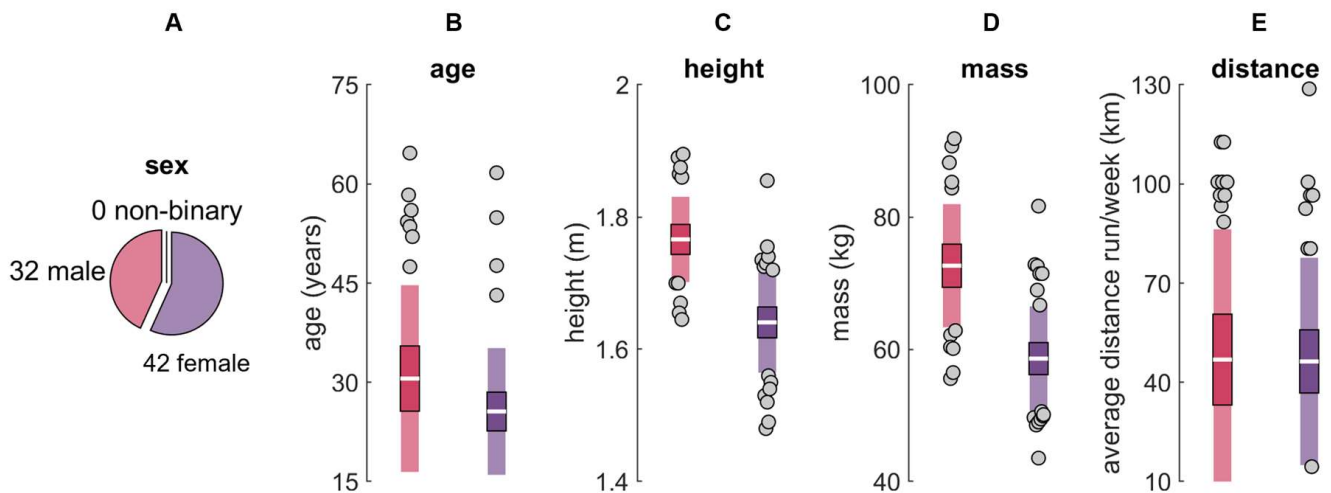 A
B
C
D
E
sex
0 non-binary
32 male
42 female
age
75
60
45
30
15
age (years)
height
2
1.8
1.6
1.4
height (m)
mass
100
80
60
40
mass (kg)
distance
130
100
70
40
10
average distance run/week (km)